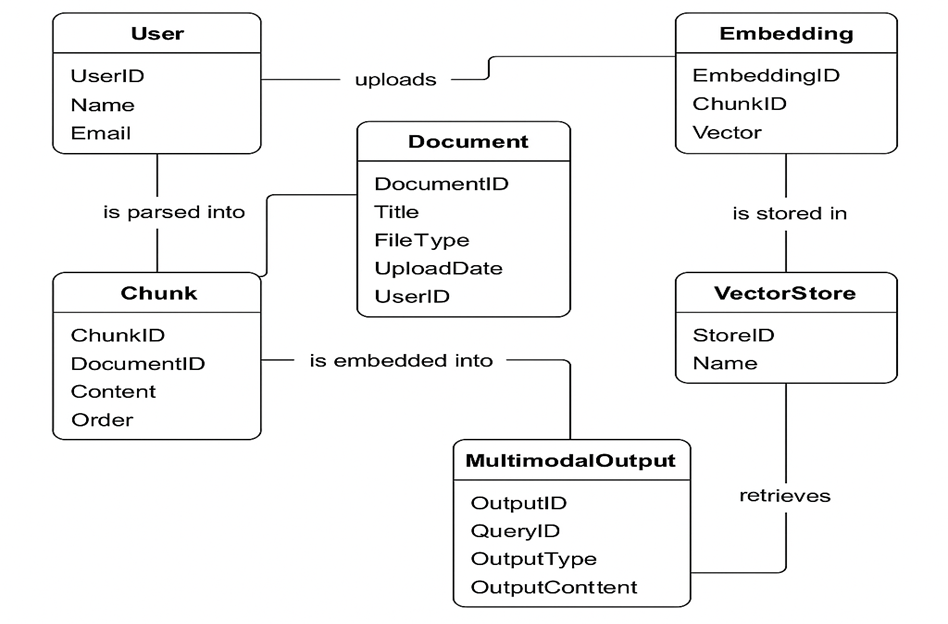 User
UserID
Name
Email
uploads
Embedding
EmbeddingID
ChunkID
Vector
Document
DocumentID
Title
FileType
UploadDate
UserID
is parsed into
is stored in
Chunk
ChunkID
DocumentID
Content
Order
VectorStore
StoreID
Name
is embedded into
MultimodalOutput
OutputID
QueryID
OutputType
OutputConttent
retrieves